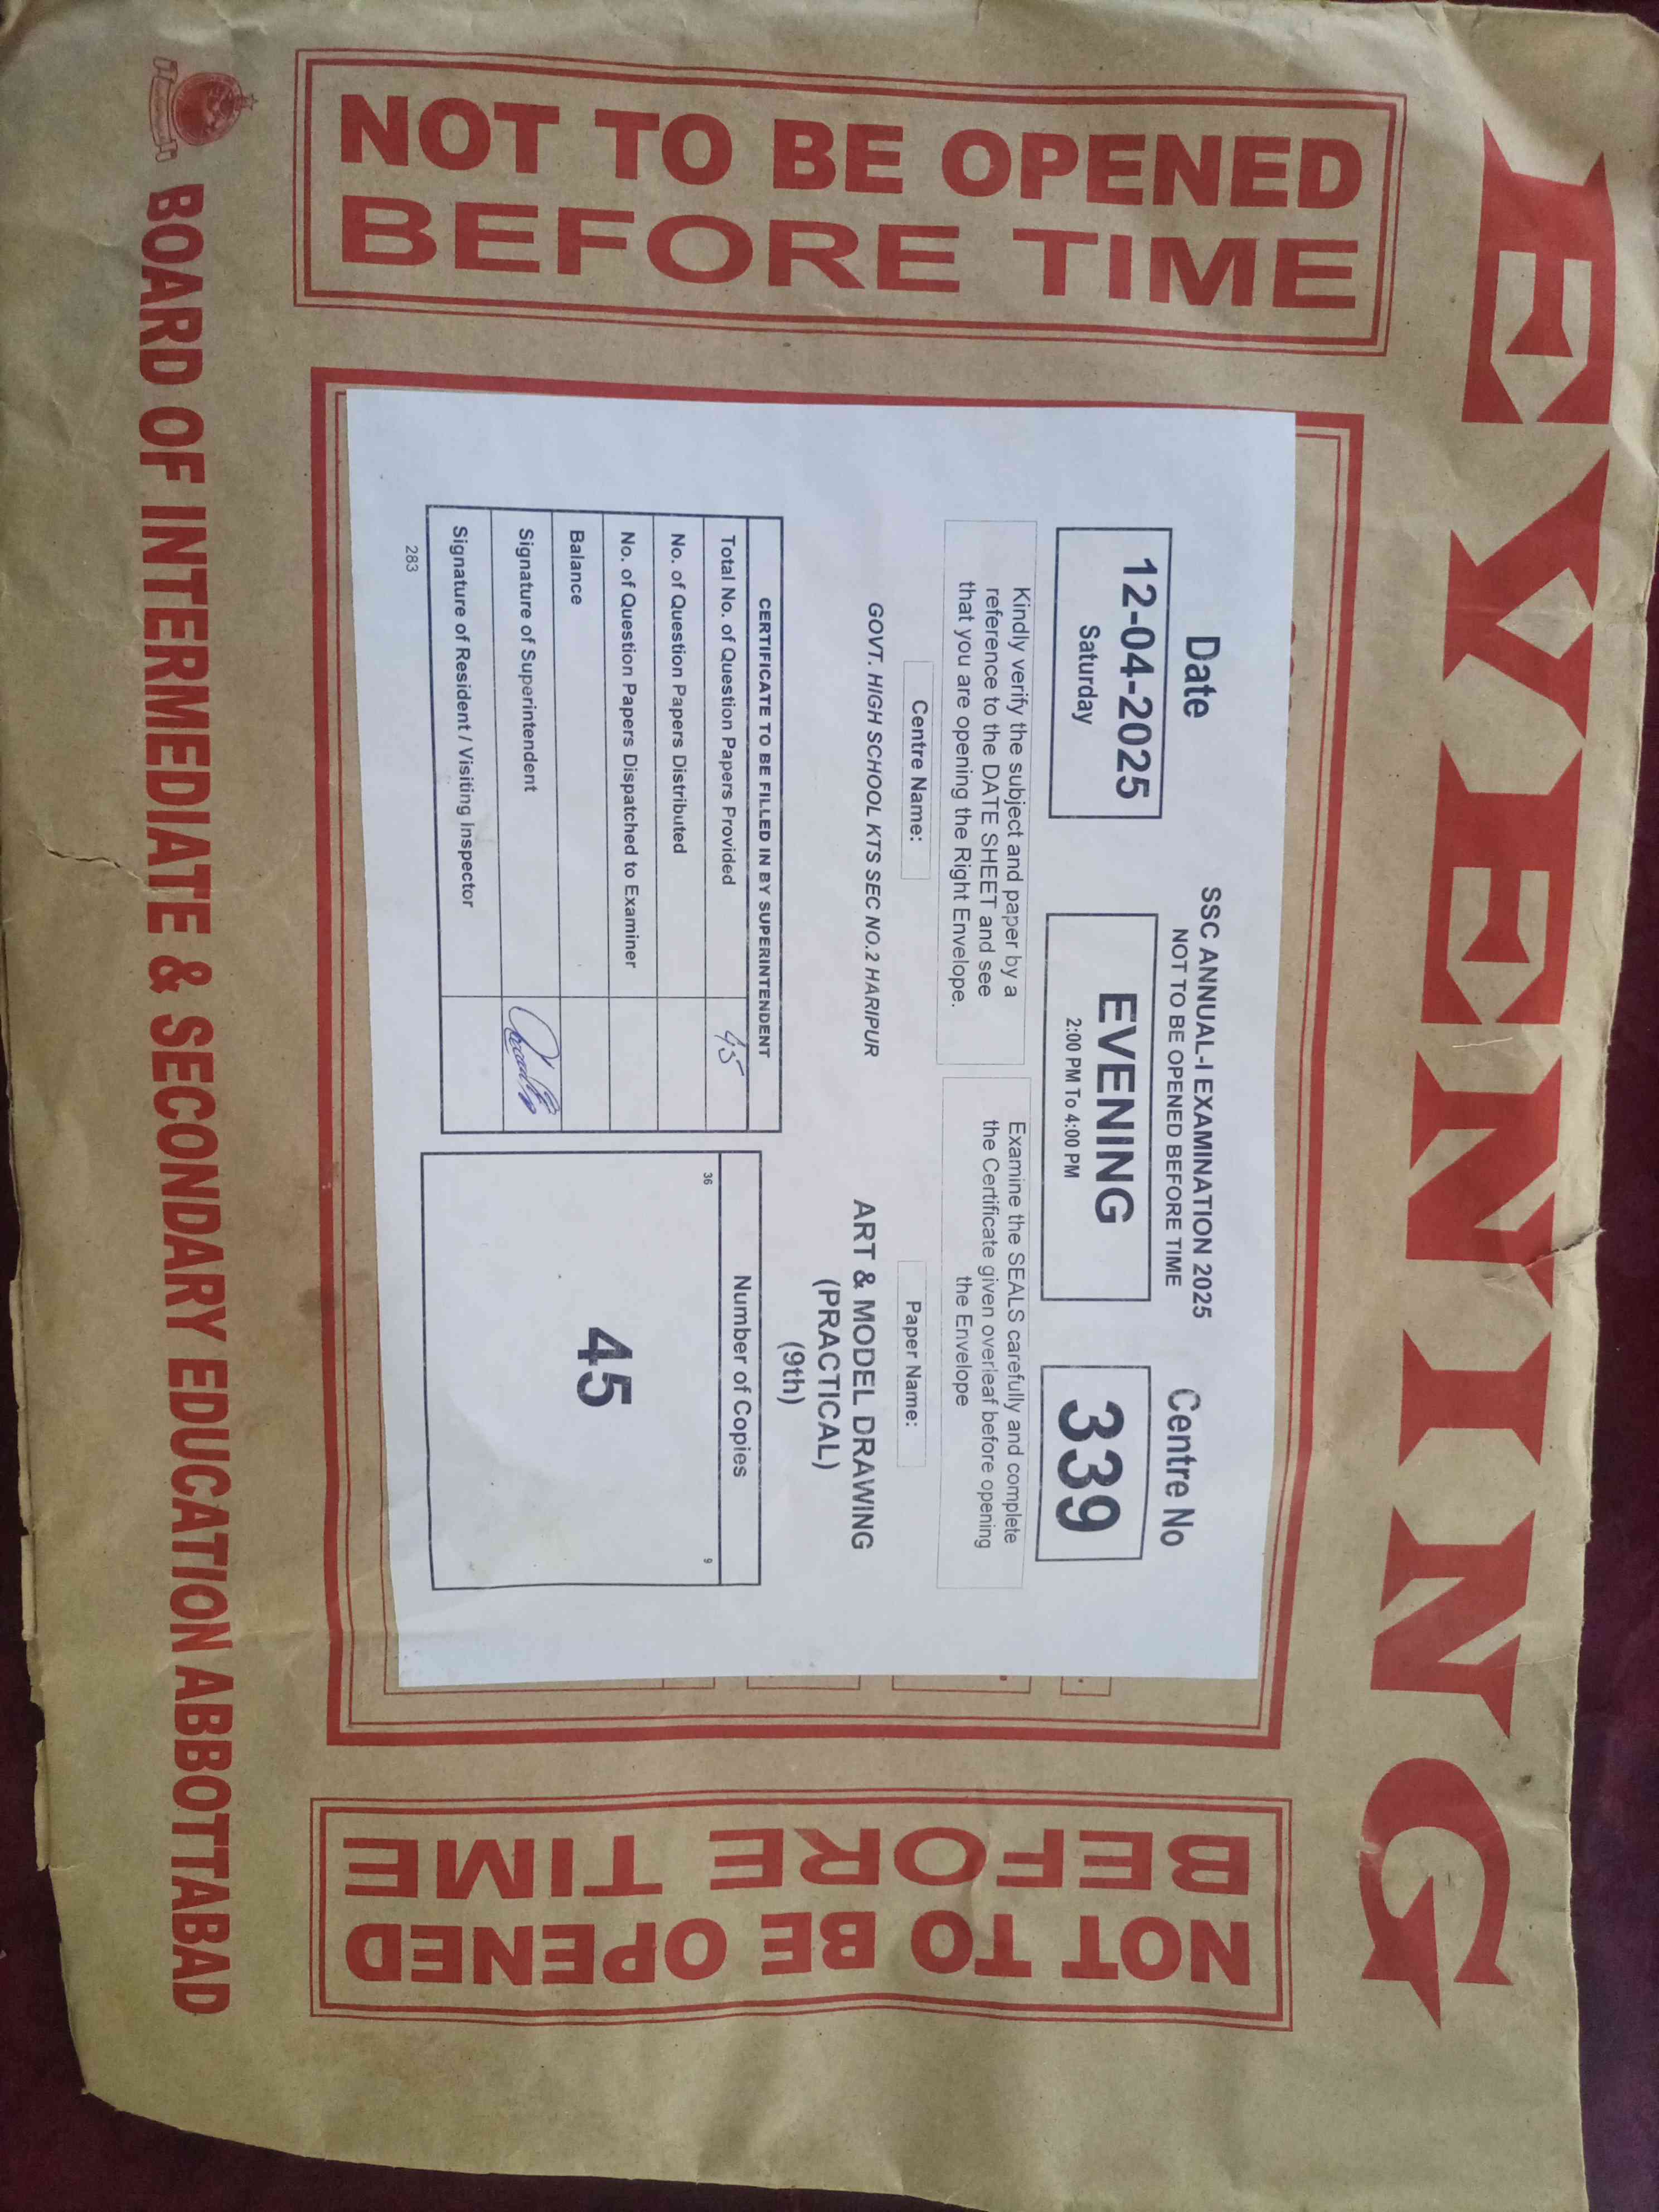 EVENING
NOT TO BE OPENED
BEFORE TIME
Date
SSC ANNUAL-I EXAMINATION 2025
NOT TO BE OPENED BEFORE TIME
Centre No
12-04-2025
Saturday
EVENING
2:00 PM To 4:00 PM
339
Kindly verify the subject and paper by a
reference to the DATE SHEET and see
that you are opening the Right Envelope.
Examine the SEALS carefully and complete
the Certificate given overleaf before opening
the Envelope
Centre Name:
Paper Name:
GOVT. HIGH SCHOOL KTS SEC NO.2 HARIPUR
ART & MODEL DRAWING
(PRACTICAL)
(9th)
CERTIFICATE TO BE FILLED IN BY SUPERINTENDENT
Total No. of Question Papers Provided 45
No. of Question Papers Distributed
No. of Question Papers Dispatched to Examiner
Balance
Signature of Superintendent
Signature of Resident / Visiting Inspector
283
Number of Copies
36
9
45
NOT TO BE OPENED
BEFORE TIME
BOARD OF INTERMEDIATE & SECONDARY EDUCATION ABBOTTABAD